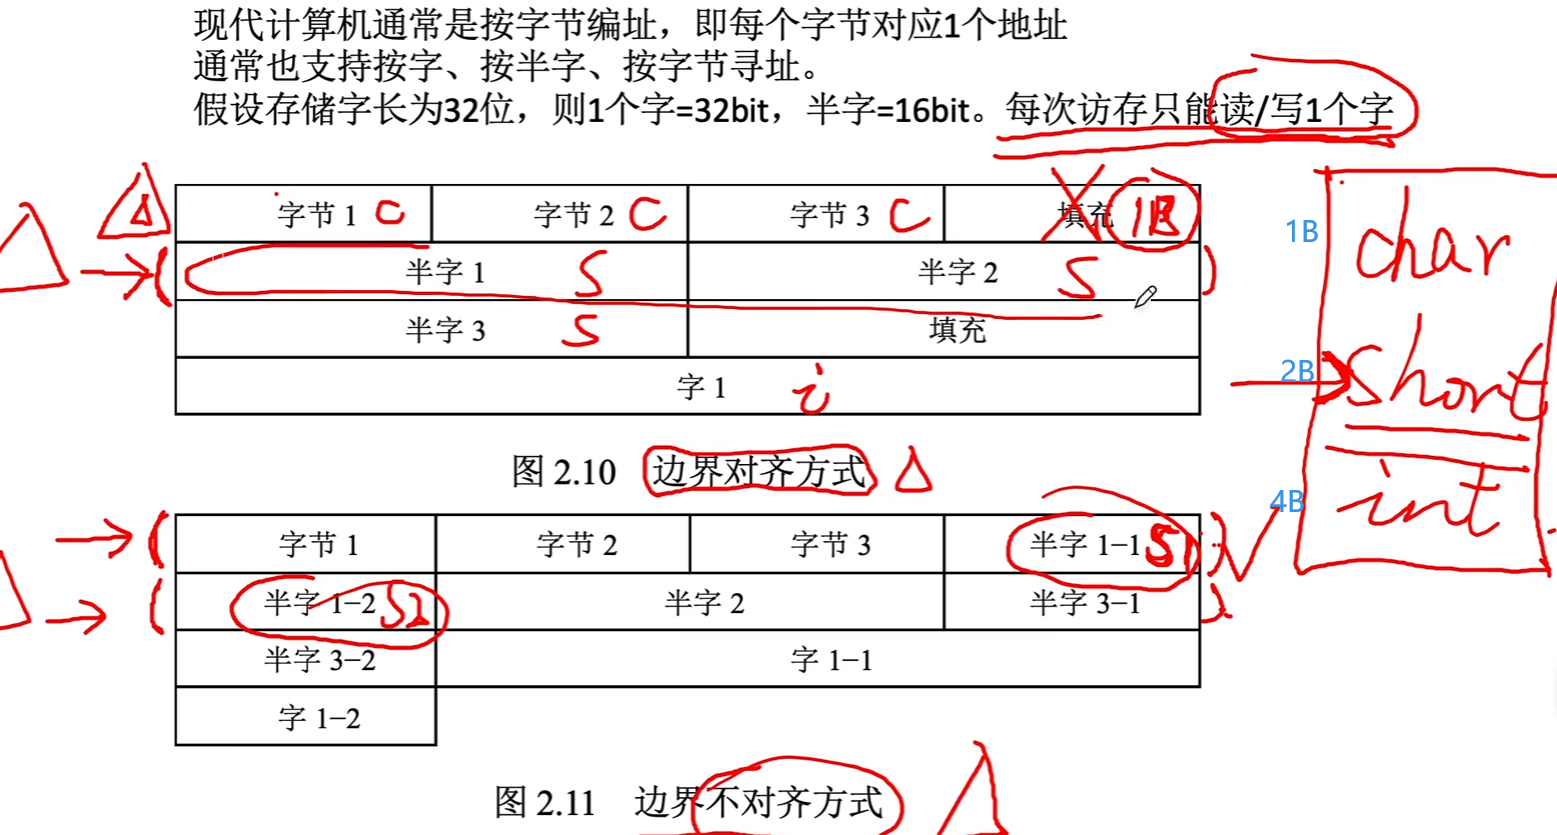 现代计算机通常是按字节编址，即每个字节对应1个地址
通常也支持按字、按半字、按字节寻址。
假设存储字长为32位，则1个字=32bit，半字=16bit。每次访存只能读/写1个字
字节 1 C 字节 2 C 字节 3 C 填充 1B
半字 1 S 半字 2 S
半字 3 S 填充
字 1 i
1B char
2B short
4B int
图 2.10 边界对齐方式
字节 1 字节 2 字节 3 半字 1-1 S1
半字 1-2 S2 半字 2 半字 3-1
半字 3-2 字 1-1
字 1-2
图 2.11 边界不对齐方式